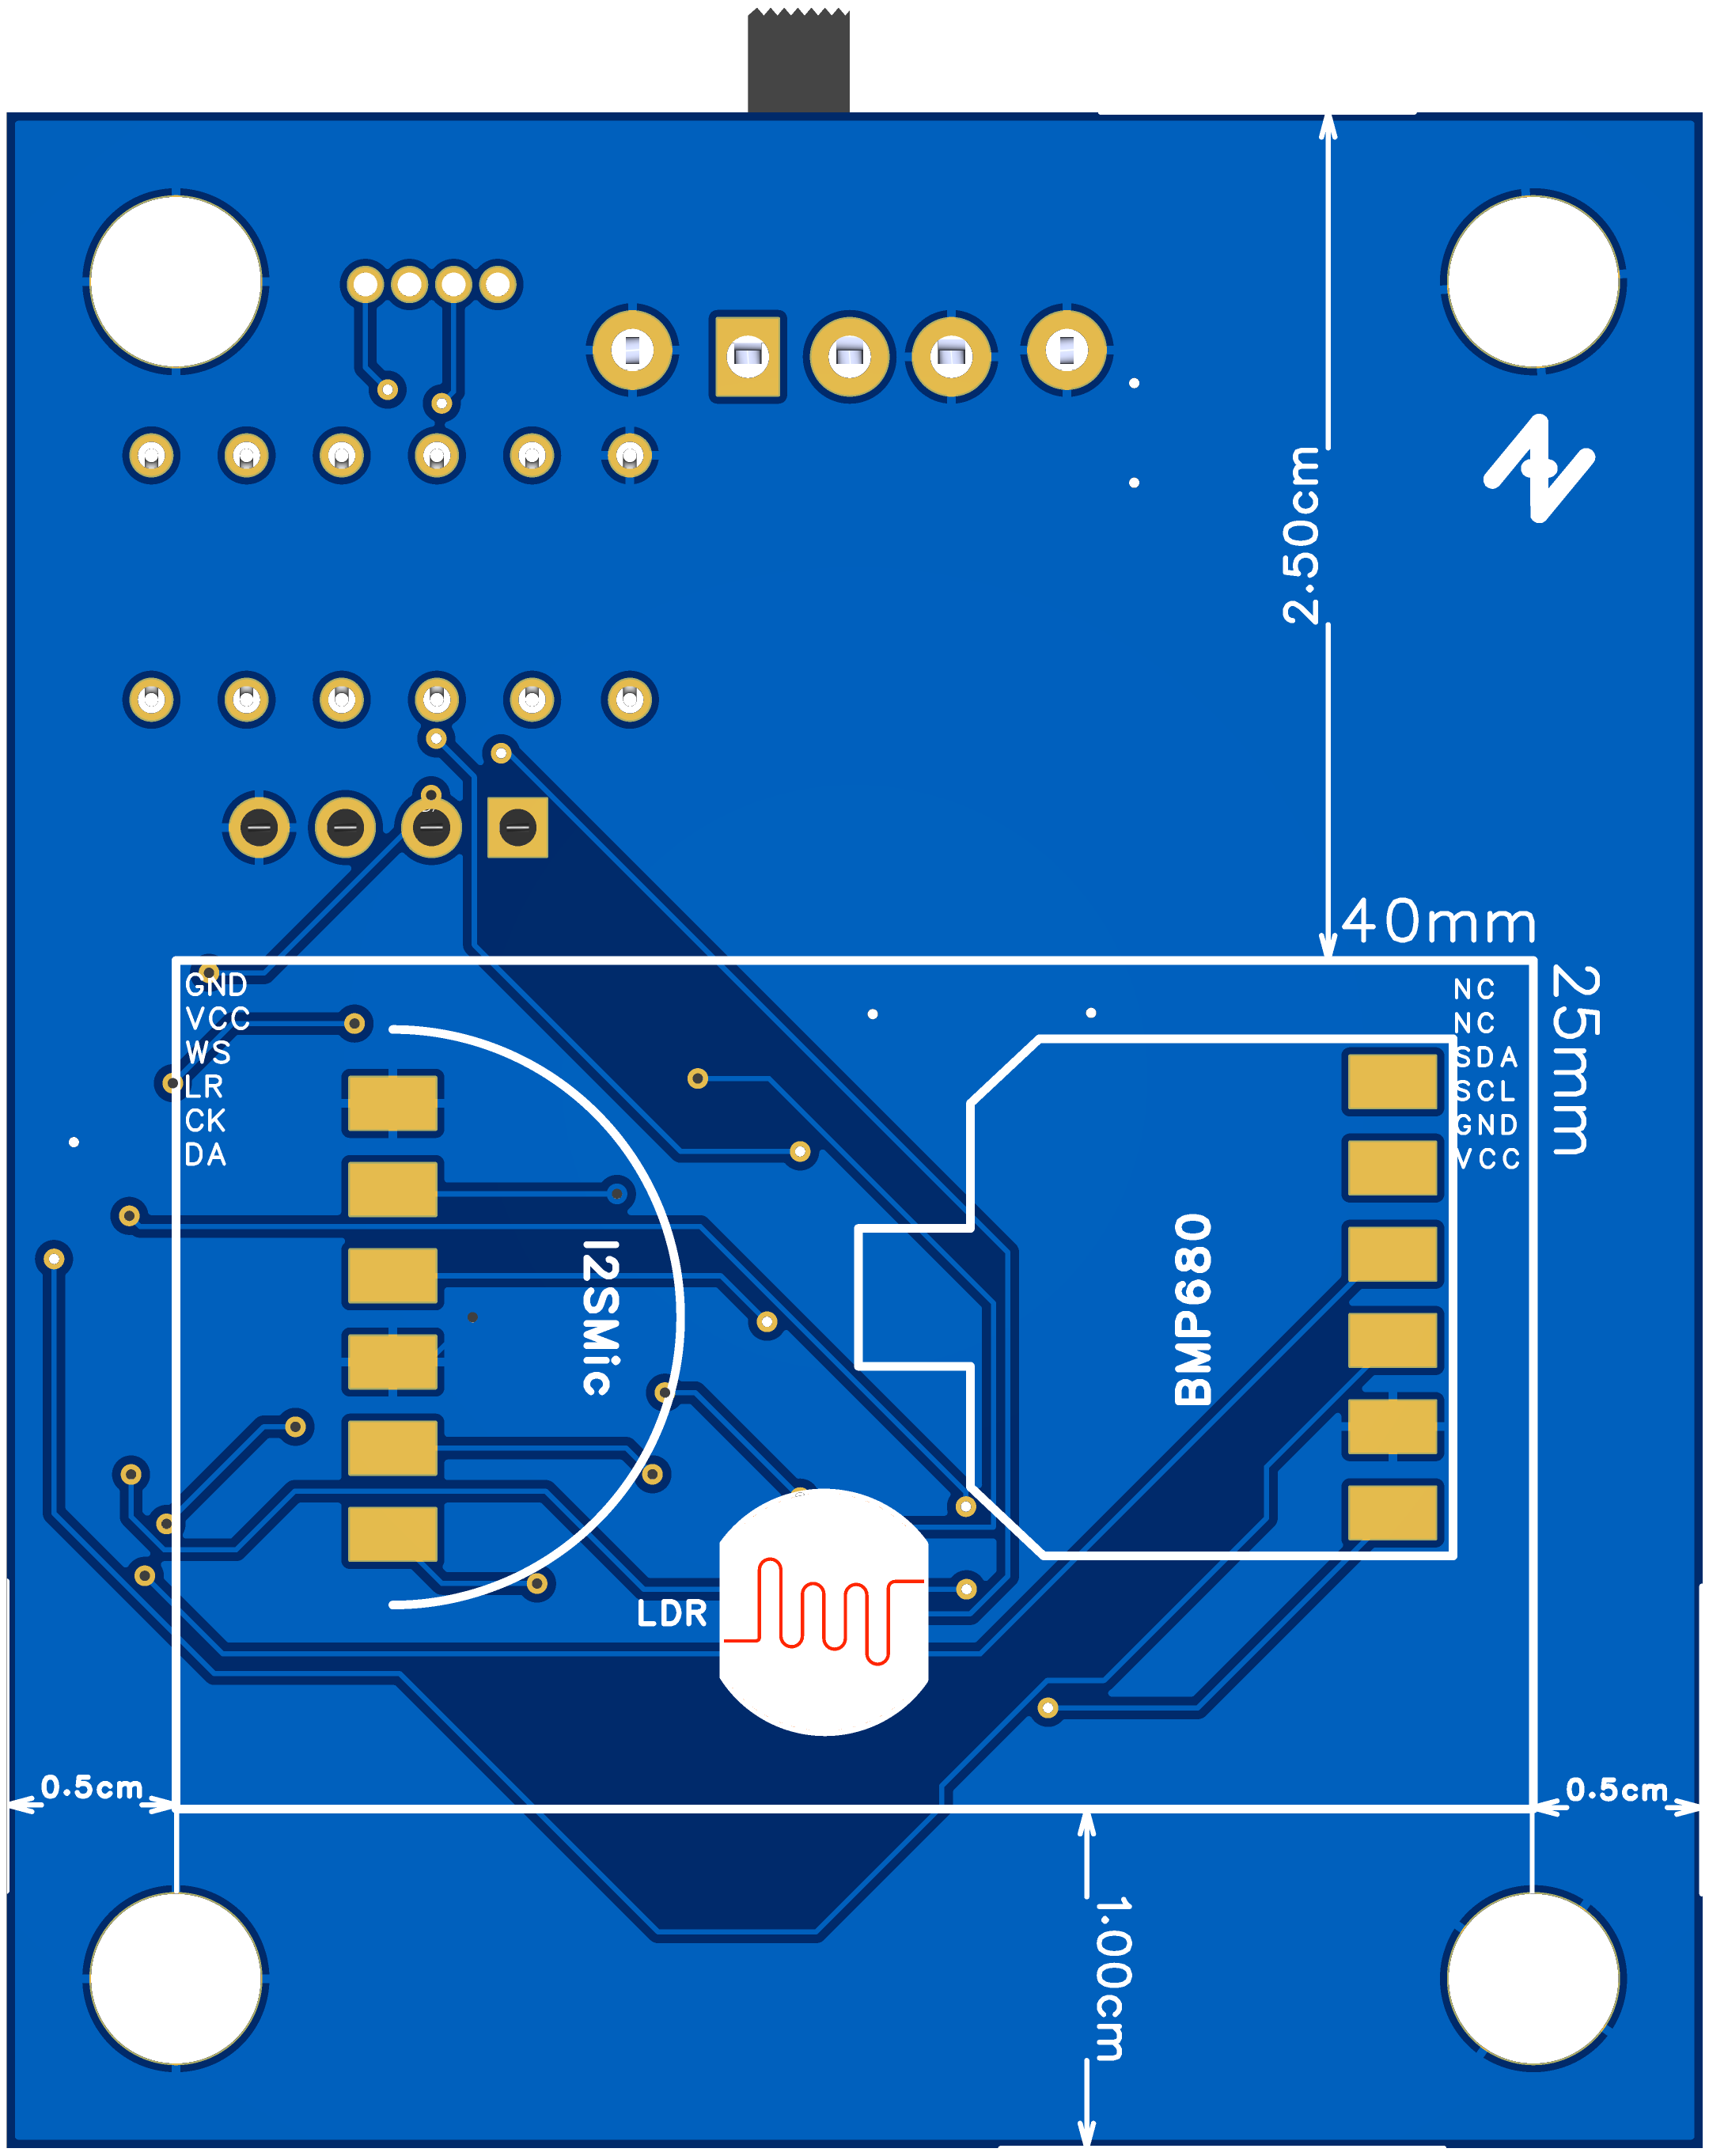 2.50cm
40mm
25mm
GND
VCC
WS
LR
CK
DA
NC
NC
SDA
SCL
GND
VCC
I2SMic
BMP680
LDR
0.5cm
0.5cm
1.00cm